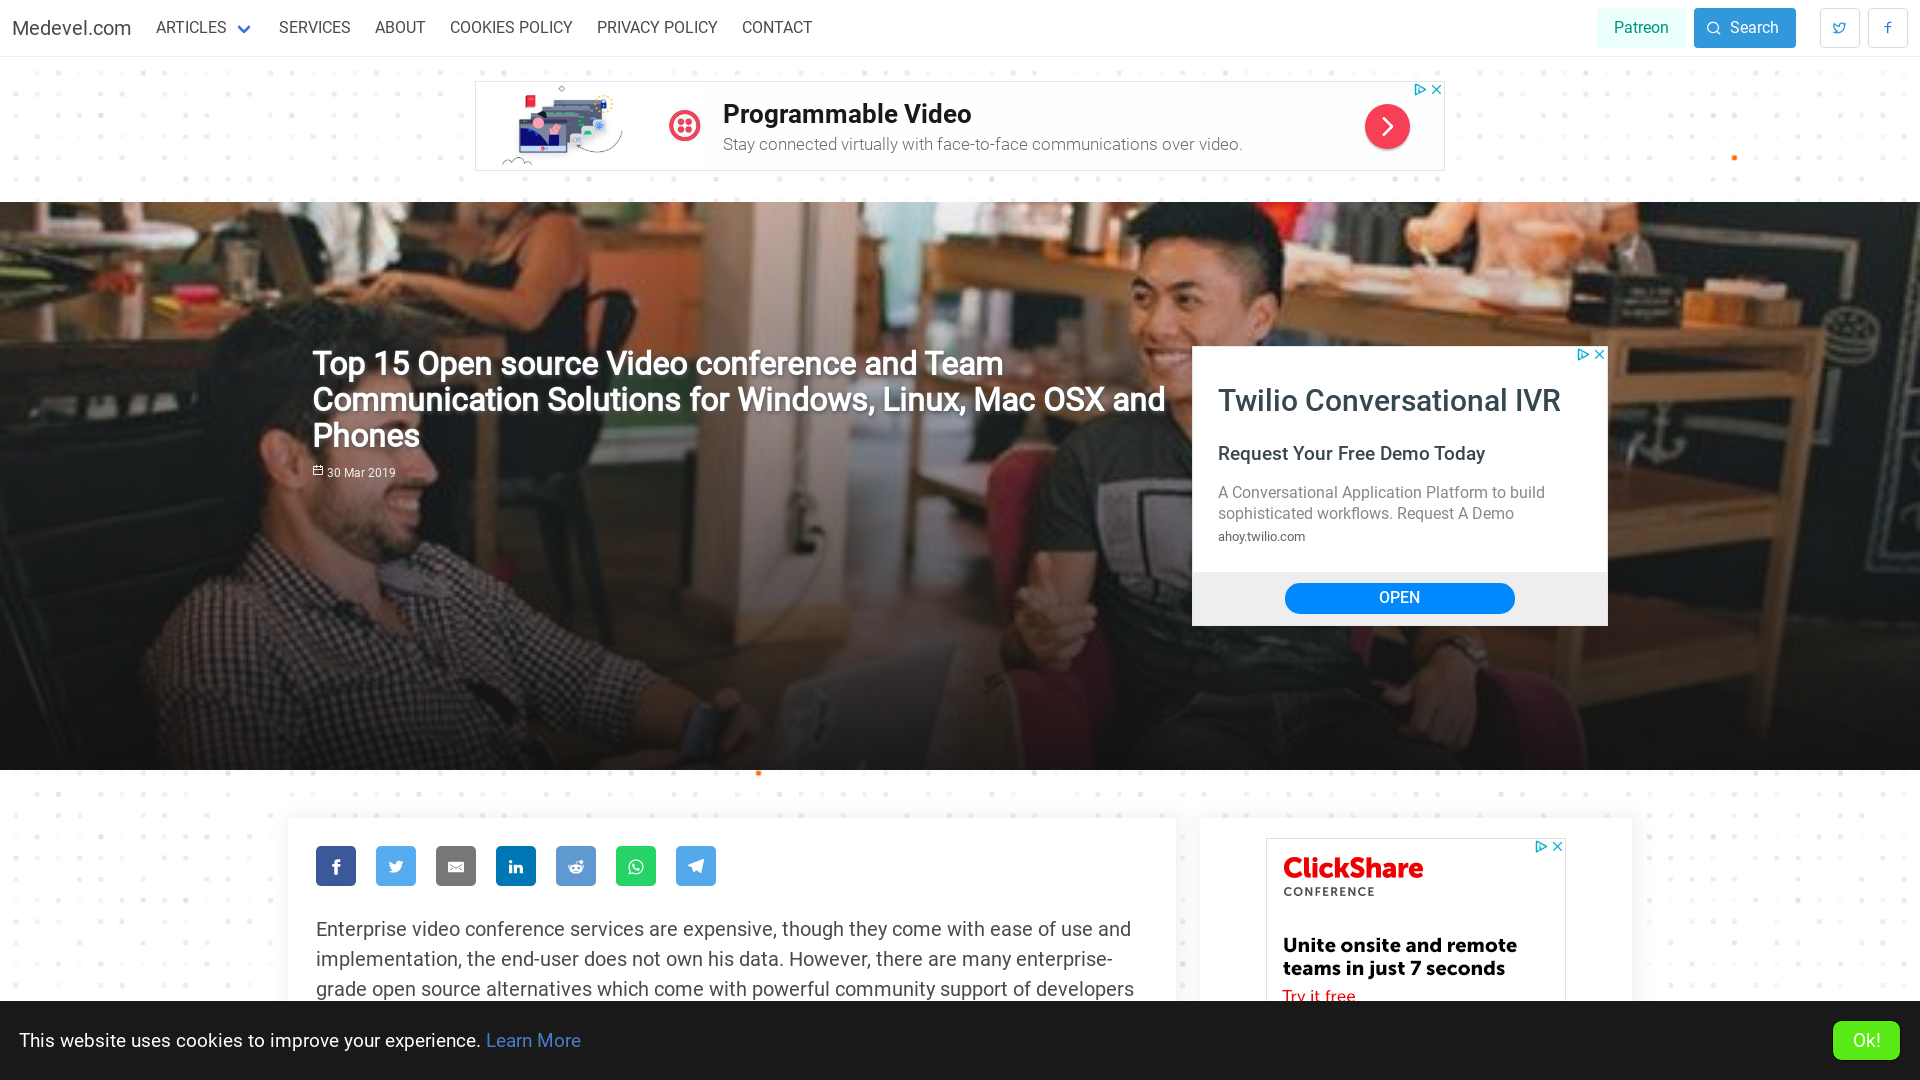 Medevel.com ARTICLES SERVICES ABOUT COOKIES POLICY PRIVACY POLICY CONTACT Patreon Search
Programmable Video
Stay connected virtually with face-to-face communications over video.
Top 15 Open source Video conference and Team
Communication Solutions for Windows, Linux, Mac OSX and
Phones
30 Mar 2019
Twilio Conversational IVR
Request Your Free Demo Today
A Conversational Application Platform to build
sophisticated workflows. Request A Demo
ahoy.twilio.com
OPEN
Enterprise video conference services are expensive, though they come with ease of use and
implementation, the end-user does not own his data. However, there are many enterprise-
grade open source alternatives which come with powerful community support of developers
ClickShare
CONFERENCE
Unite onsite and remote
teams in just 7 seconds
Try it free
This website uses cookies to improve your experience. Learn More
Ok!